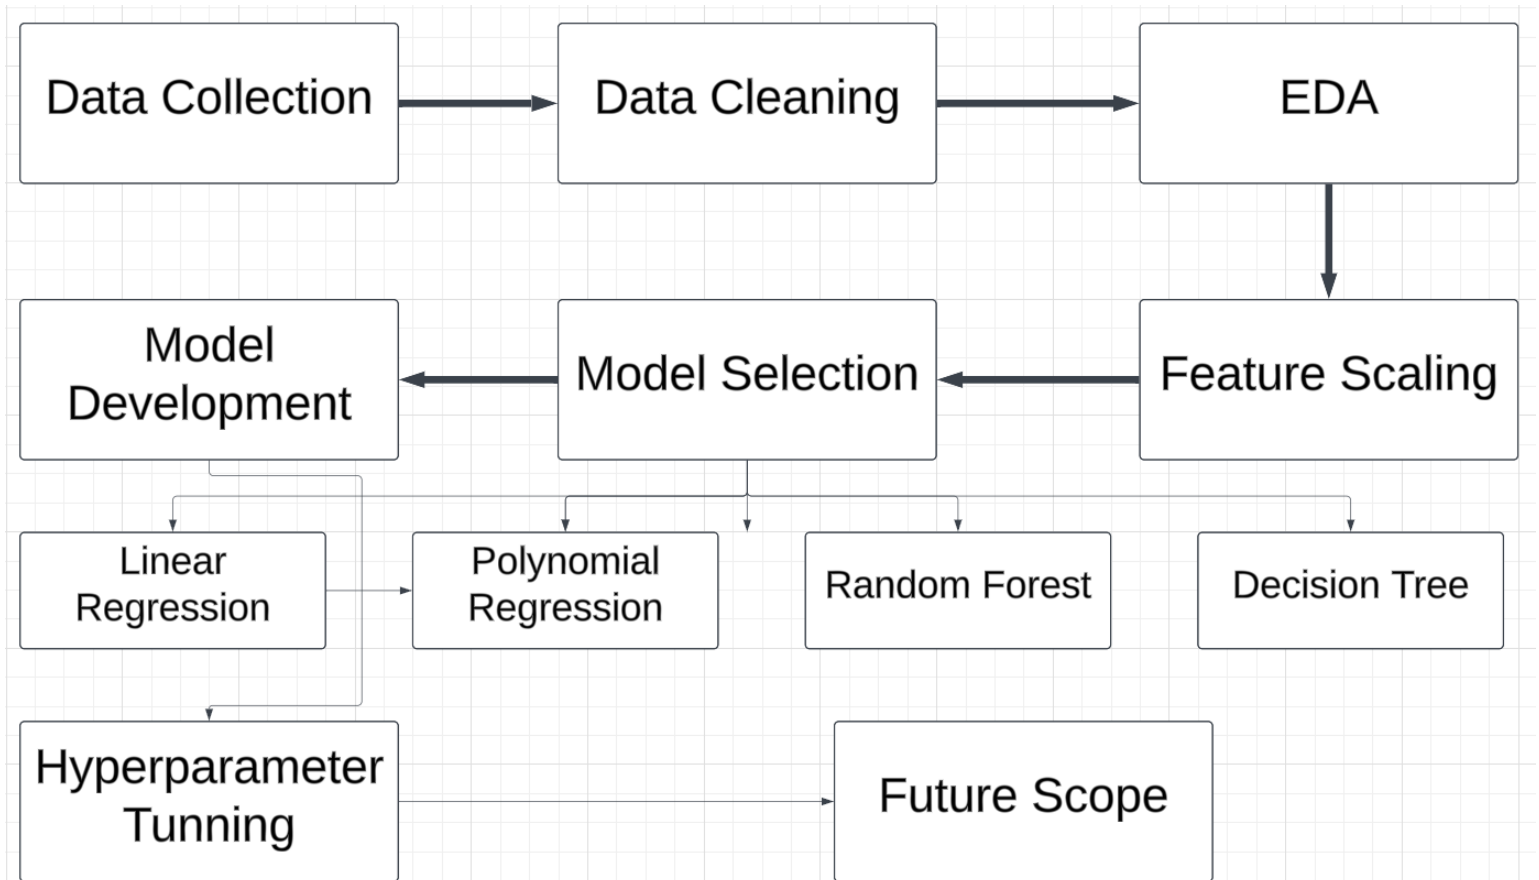 Data Collection
Data Cleaning
EDA
Model
Development
Model Selection
Feature Scaling
Linear
Regression
Polynomial
Regression
Random Forest
Decision Tree
Hyperparameter
Tunning
Future Scope